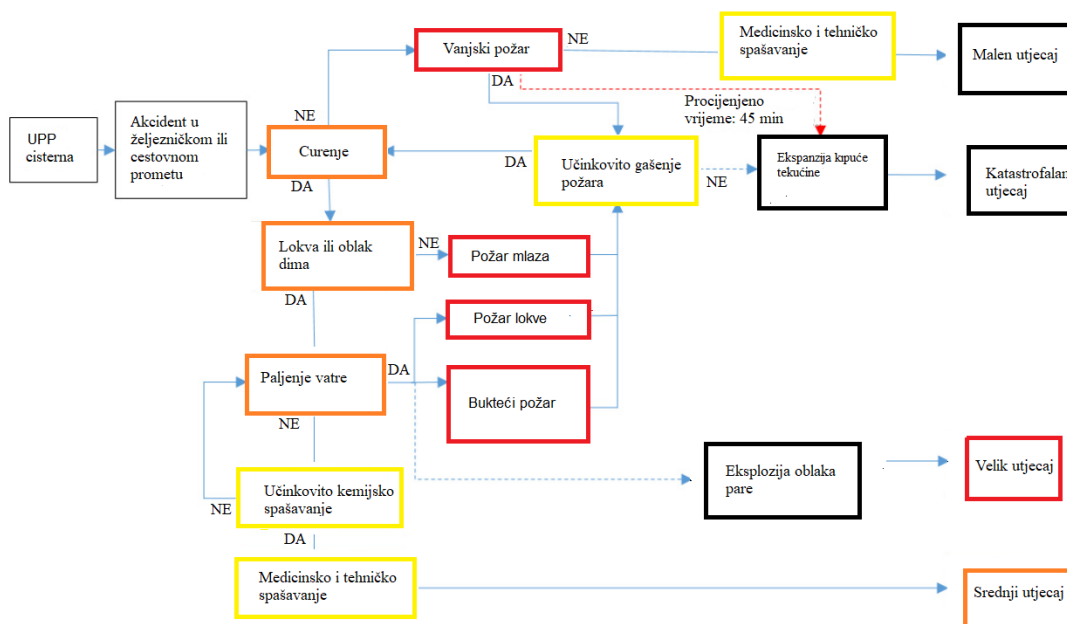 UPP
cisterna
Akcident u
željezničkom ili
cestovnom
prometu
NE
Curenje
DA
Vanjski požar
NE
DA
Medicinsko i tehničko
spašavanje
Malen utjecaj
Procijenjeno
vrijeme: 45 min
DA
Učinkovito gašenje
požara
NE
Ekspanzija kipuće
tekućine
Katastrofalan
utjecaj
Lokva ili oblak
dima
NE
DA
Požar mlaza
Požar lokve
Paljenje vatre
DA
NE
Bukteći požar
Eksplozija oblaka
pare
Velik utjecaj
Učinkovito kemijsko
spašavanje
NE
DA
Medicinsko i tehničko
spašavanje
Srednji utjecaj